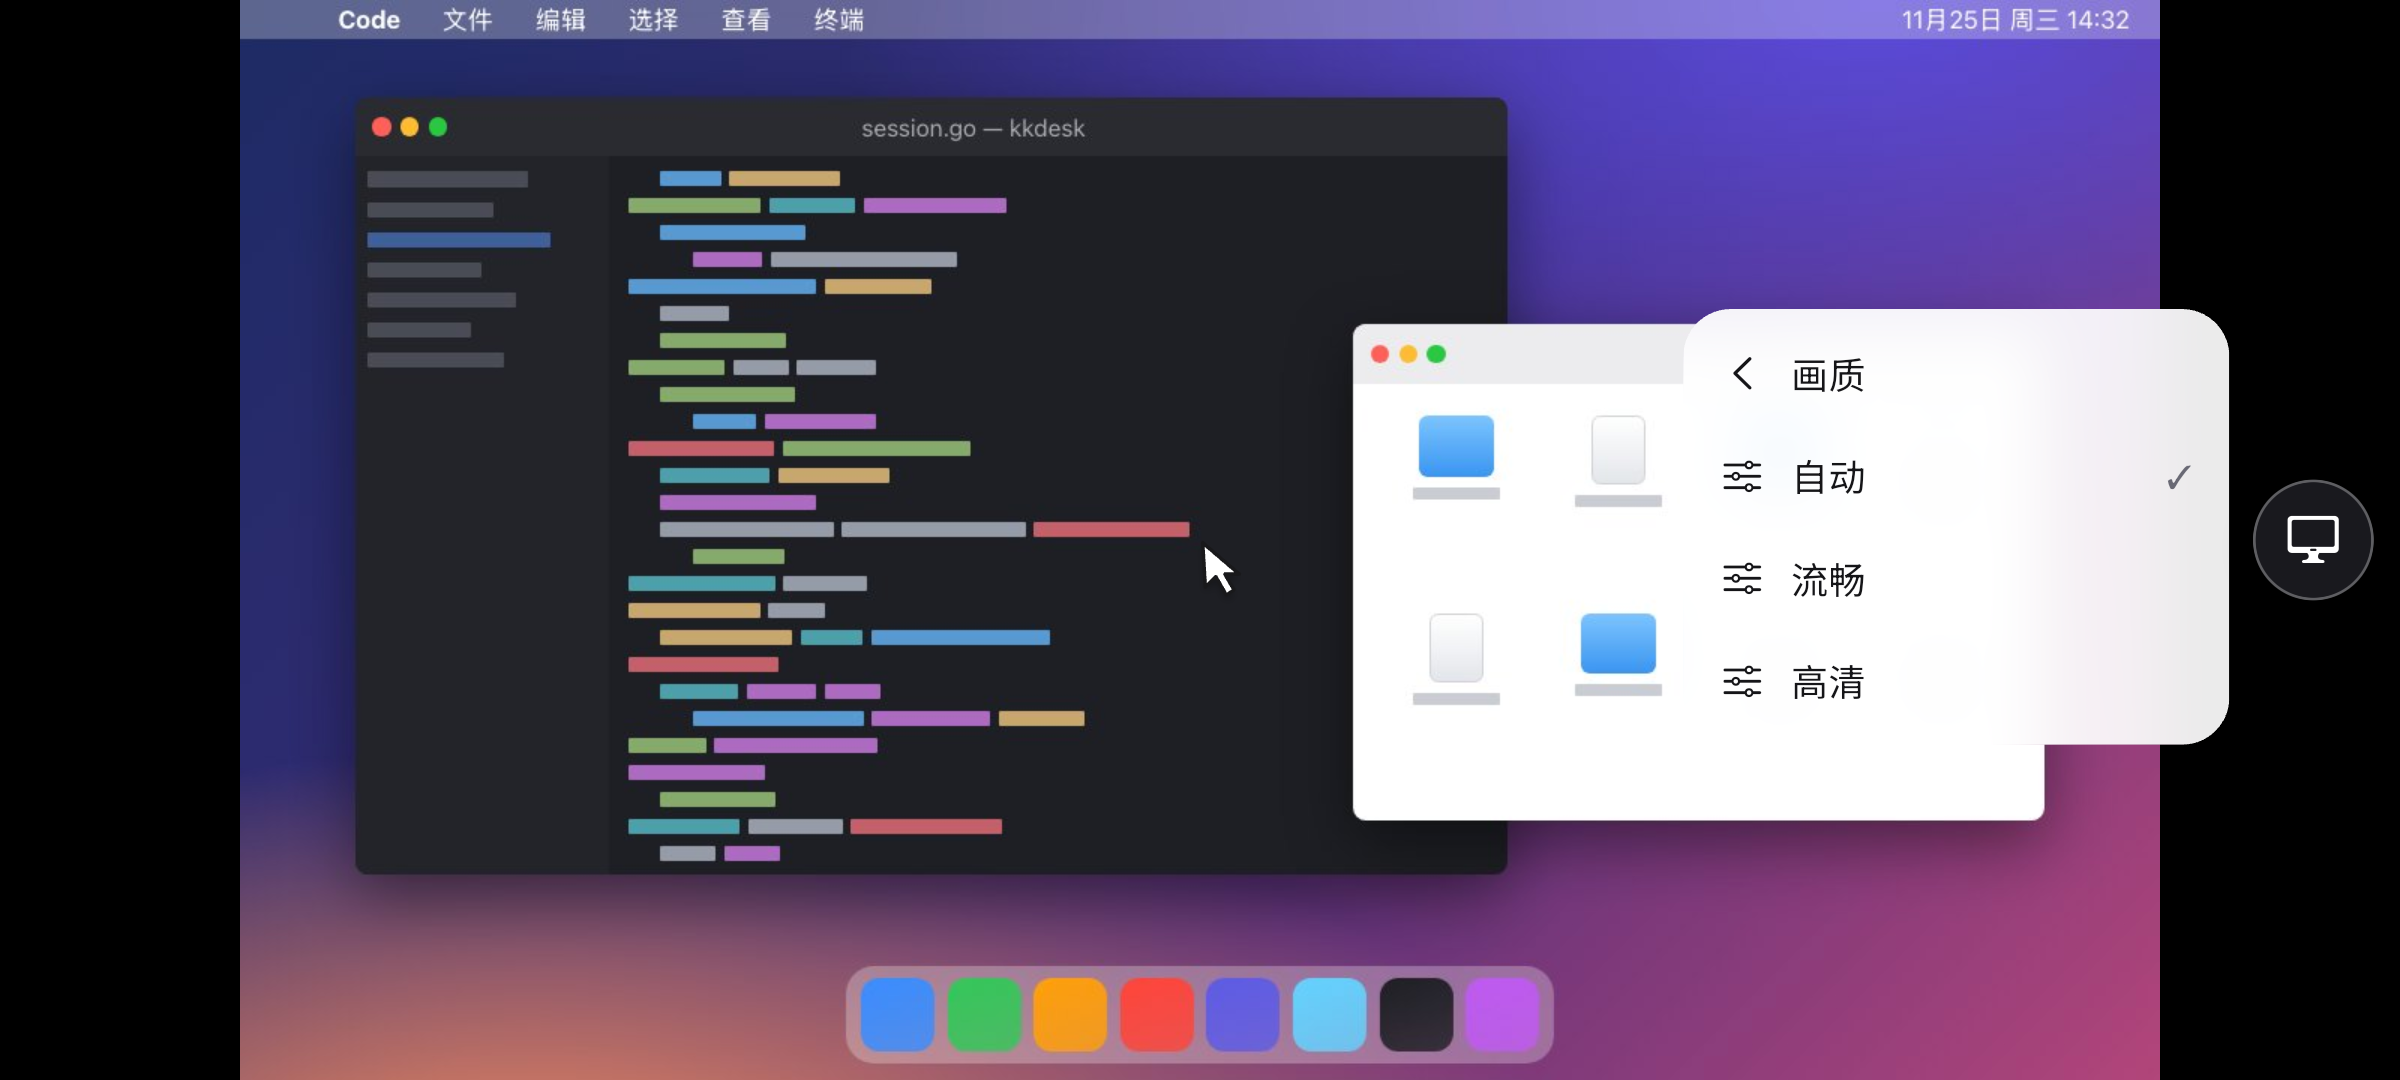 Code 文件 编辑 选择 查看 终端 11月25日 周三 14:32
session.go — kkdesk
画质
自动 ✓
流畅
高清